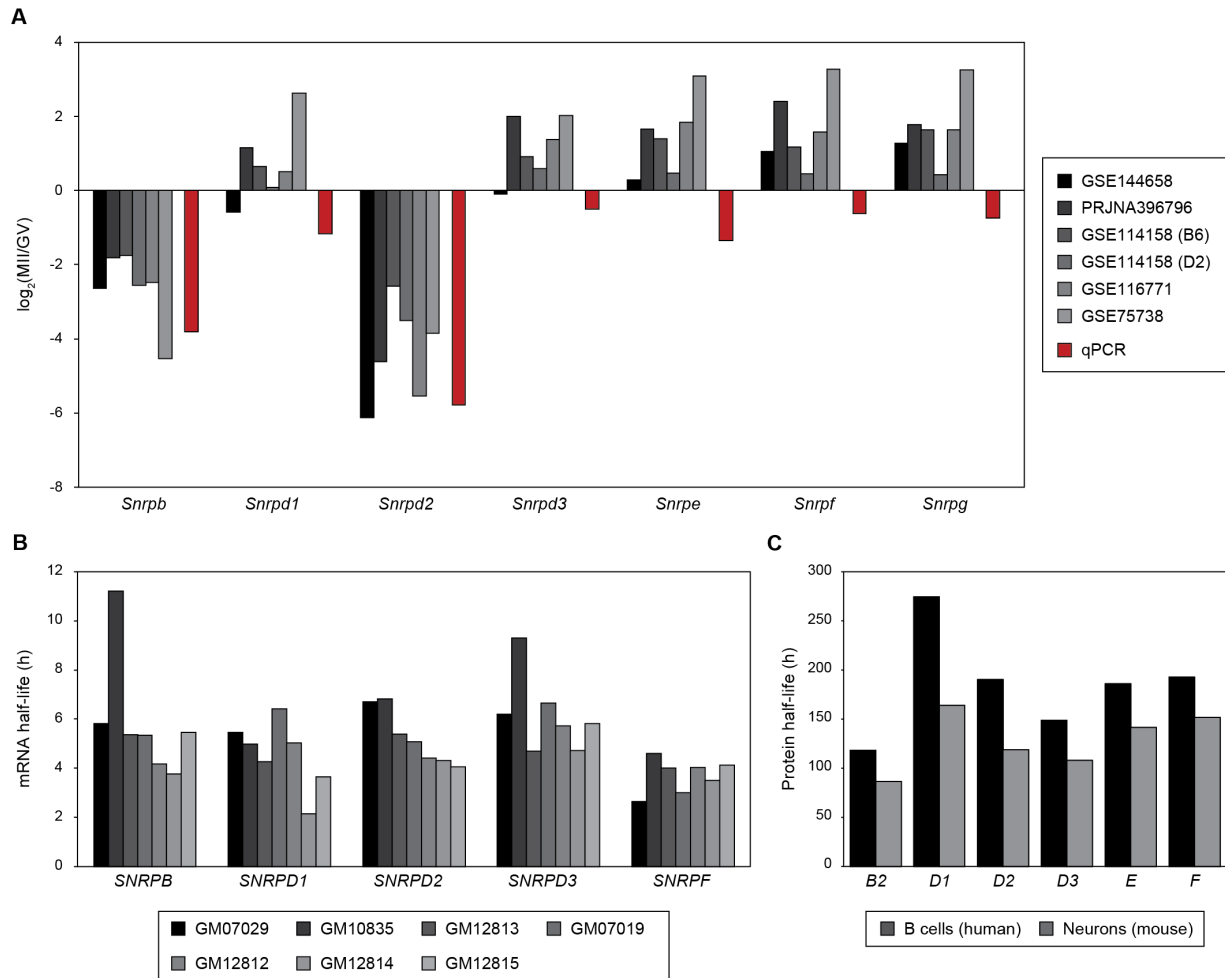 A
4
2
0
-2
-4
-6
-8
log2(MII/GV)
Snrpb Snrpd1 Snrpd2 Snrpd3 Snrpe Snrpf Snrpg
GSE144658
PRJNA396796
GSE114158 (B6)
GSE114158 (D2)
GSE116771
GSE75738
qPCR
B
12
10
8
6
4
2
0
mRNA half-life (h)
SNRPB SNRPD1 SNRPD2 SNRPD3 SNRPF
GM07029 GM10835 GM12813 GM07019
GM12812 GM12814 GM12815
C
300
250
200
150
100
50
0
Protein half-life (h)
B2 D1 D2 D3 E F
B cells (human) Neurons (mouse)